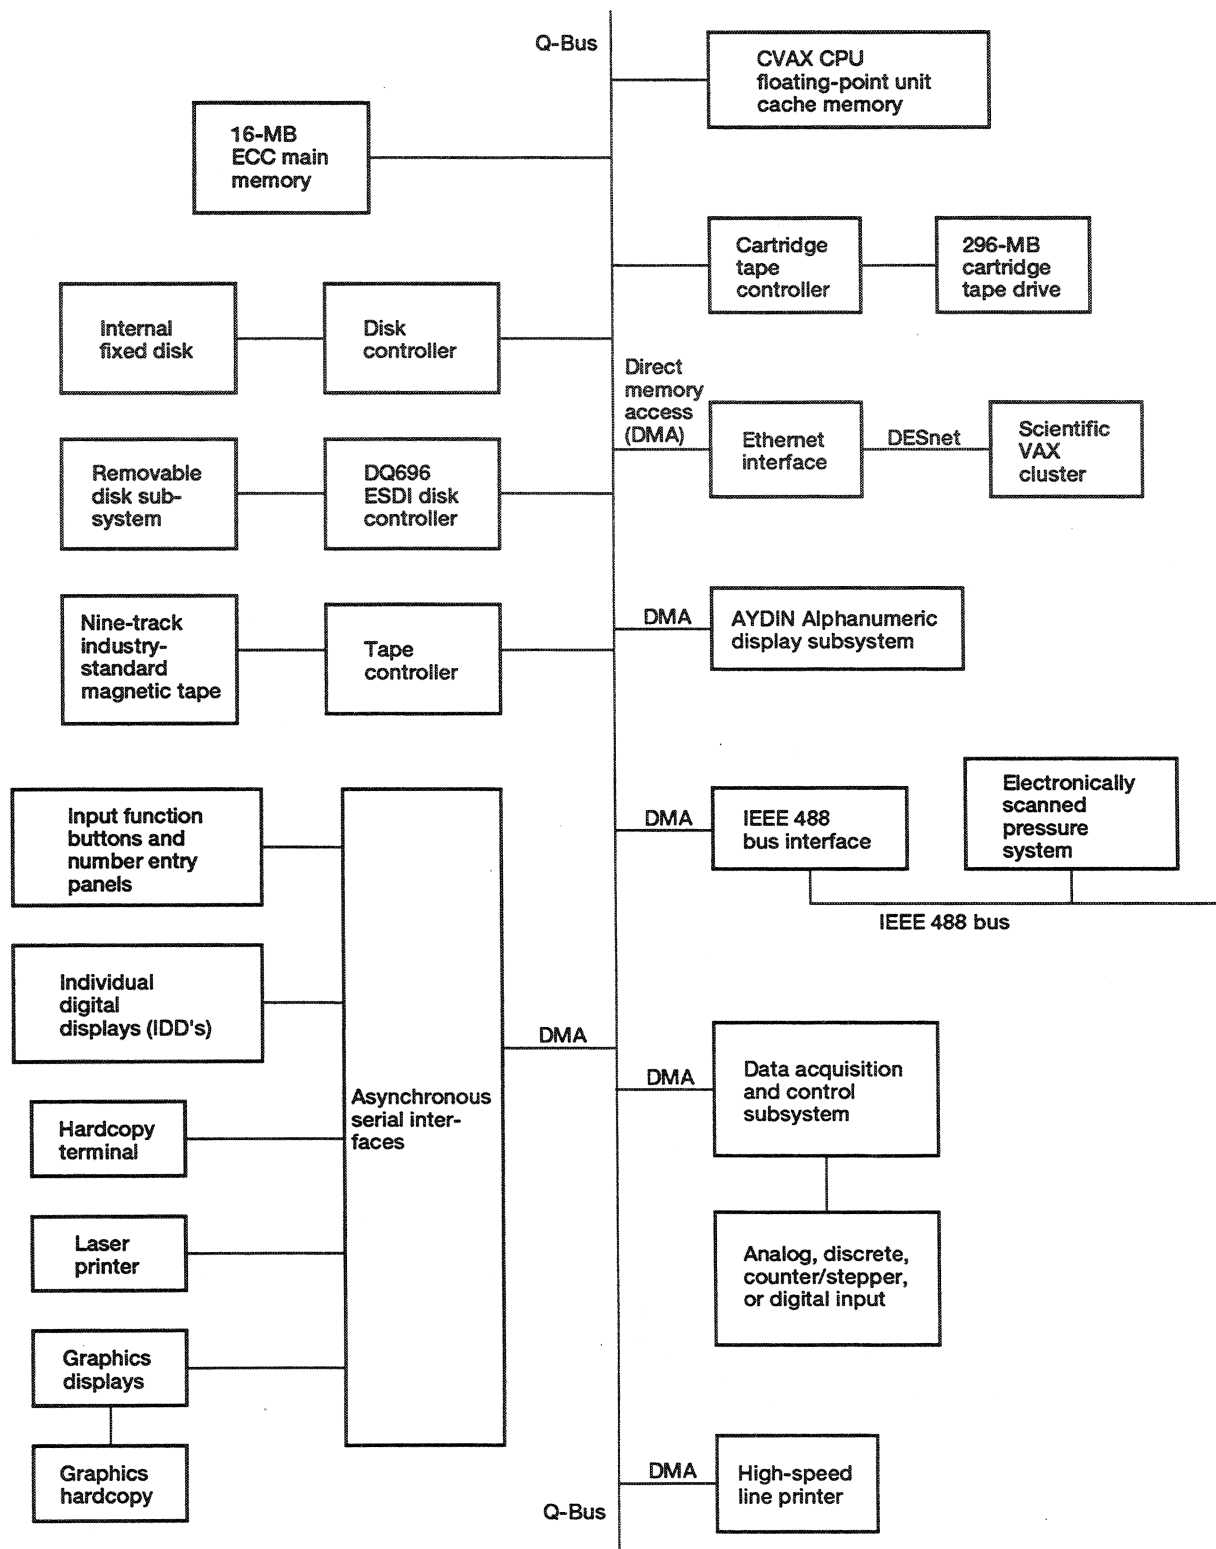 Q-Bus
CVAX CPU
floating-point unit
cache memory
16-MB
ECC main
memory
Cartridge
tape
controller
296-MB
cartridge
tape drive
Internal
fixed disk
Disk
controller
Direct
memory
access
(DMA)
Ethernet
interface
DESnet
Scientific
VAX
cluster
Removable
disk sub-
system
DQ696
ESDI disk
controller
Nine-track
industry-
standard
magnetic tape
Tape
controller
DMA
AYDIN Alphanumeric
display subsystem
Input function
buttons and
number entry
panels
DMA
IEEE 488
bus interface
Electronically
scanned
pressure
system
IEEE 488 bus
Individual
digital
displays (IDD's)
Asynchronous
serial inter-
faces
DMA
DMA
Data acquisition
and control
subsystem
Hardcopy
terminal
Laser
printer
Analog, discrete,
counter/stepper,
or digital input
Graphics
displays
Graphics
hardcopy
DMA
High-speed
line printer
Q-Bus